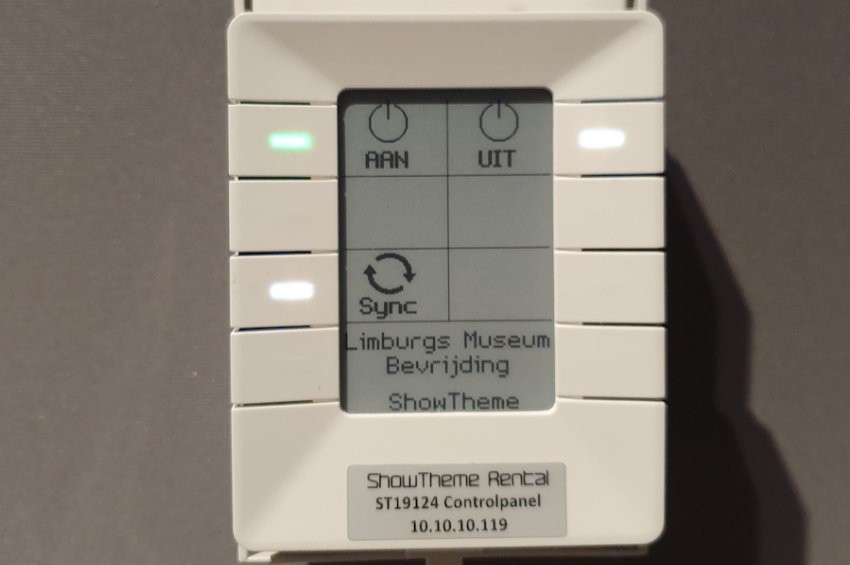 AAN UIT
Sync
Limburgs Museum
Bevrijding
ShowTheme
ShowTheme Rental
ST19124 Controlpanel
10.10.10.119